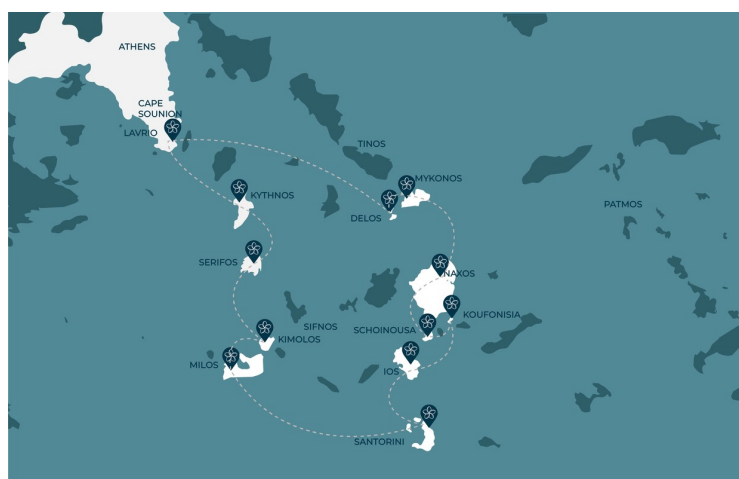 ATHENS
CAPE
SOUNION
LAVRIO
TINOS
MYKONOS
KYTHNOS
DELOS
PATMOS
SERIFOS
NAXOS
KOUFONISIA
SIFNOS
SCHOINOUSA
KIMOLOS
MILOS
IOS
SANTORINI